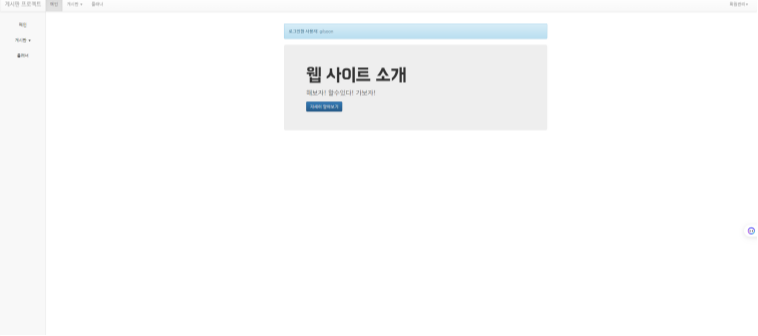 게시판 프로젝트 메인 게시판 플래너 회원관리
메인
게시판
플래너
로그인한 사용자: 
웹 사이트 소개
해보자! 할수있다! 가보자!
자세히 알아보기